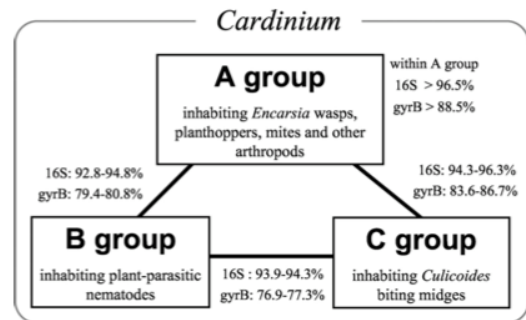 Cardinium
A group
inhabiting Encarsia wasps,
planthoppers, mites and other
arthropods
within A group
16S > 96.5%
gyrB > 88.5%
16S: 92.8-94.8%
gyrB: 79.4-80.8%
16S: 94.3-96.3%
gyrB: 83.6-86.7%
B group
inhabiting plant-parasitic
nematodes
16S : 93.9-94.3%
gyrB: 76.9-77.3%
C group
inhabiting Culicoides
biting midges